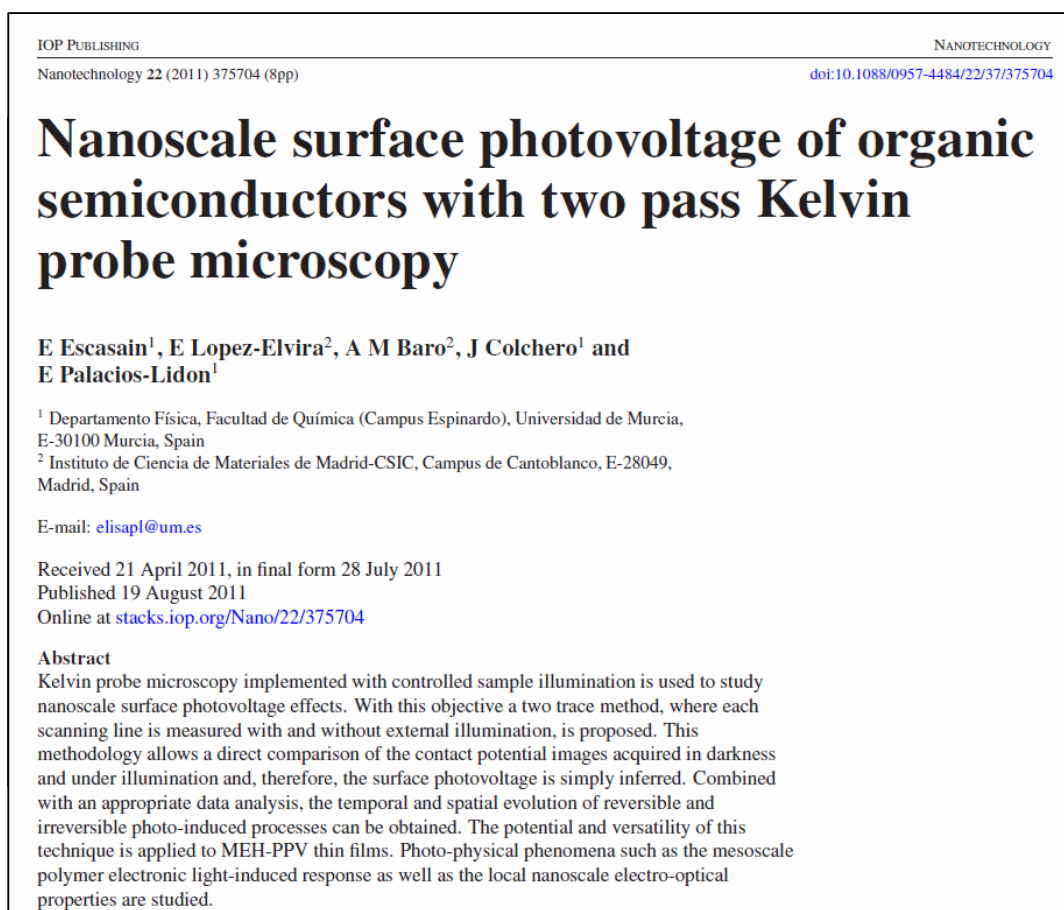 IOP PUBLISHING
NANOTECHNOLOGY
Nanotechnology 22 (2011) 375704 (8pp)
doi:10.1088/0957-4484/22/37/375704
Nanoscale surface photovoltage of organic
semiconductors with two pass Kelvin
probe microscopy
E Escasain1, E Lopez-Elvira2, A M Baro2, J Colchero1 and
E Palacios-Lidon1
1 Departamento Física, Facultad de Química (Campus Espinardo), Universidad de Murcia,
E-30100 Murcia, Spain
2 Instituto de Ciencia de Materiales de Madrid-CSIC, Campus de Cantoblanco, E-28049,
Madrid, Spain
E-mail: elisapl@um.es
Received 21 April 2011, in final form 28 July 2011
Published 19 August 2011
Online at stacks.iop.org/Nano/22/375704
Abstract
Kelvin probe microscopy implemented with controlled sample illumination is used to study
nanoscale surface photovoltage effects. With this objective a two trace method, where each
scanning line is measured with and without external illumination, is proposed. This
methodology allows a direct comparison of the contact potential images acquired in darkness
and under illumination and, therefore, the surface photovoltage is simply inferred. Combined
with an appropriate data analysis, the temporal and spatial evolution of reversible and
irreversible photo-induced processes can be obtained. The potential and versatility of this
technique is applied to MEH-PPV thin films. Photo-physical phenomena such as the mesoscale
polymer electronic light-induced response as well as the local nanoscale electro-optical
properties are studied.